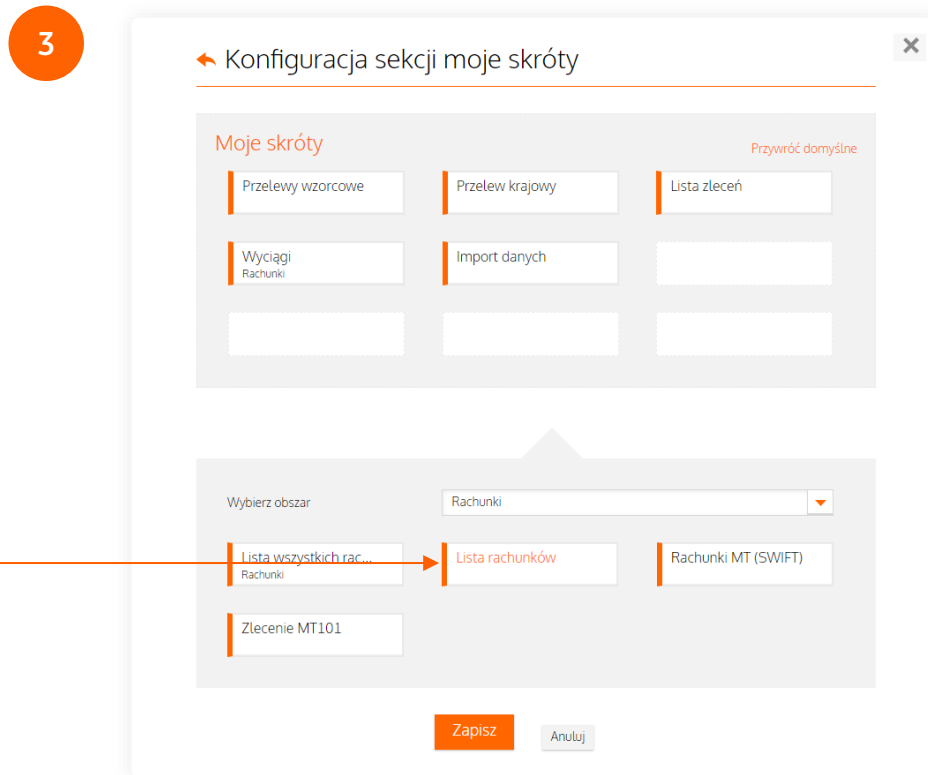 3
Konfiguracja sekcji moje skróty
Moje skróty
Przywróć domyślne
Przelewy wzorcowe
Przelew krajowy
Lista zleceń
Wyciągi
Rachunki
Import danych
Wybierz obszar
Rachunki
Lista wszystkich rac...
Rachunki
Lista rachunków
Rachunki MT (SWIFT)
Zlecenie MT101
Zapisz
Anuluj